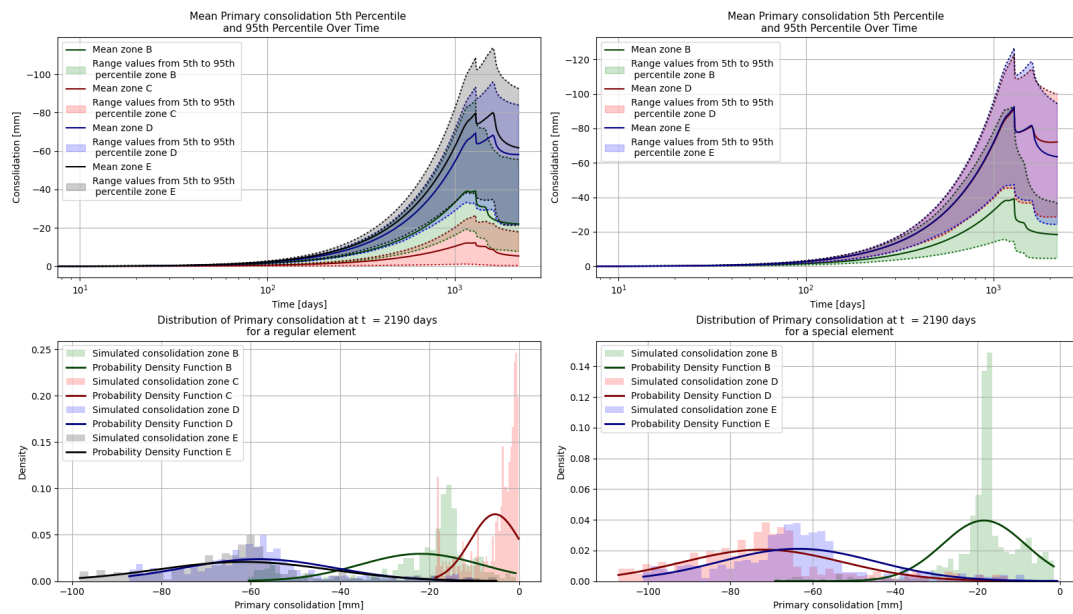 Mean Primary consolidation 5th Percentile
and 95th Percentile Over Time
Consolidation [mm]
−100
−80
−60
−40
−20
0
Mean zone B
Range values from 5th to 95th
percentile zone B
Mean zone C
Range values from 5th to 95th
percentile zone C
Mean zone D
Range values from 5th to 95th
percentile zone D
Mean zone E
Range values from 5th to 95th
percentile zone E
10¹
10²
10³
Time [days]
Mean Primary consolidation 5th Percentile
and 95th Percentile Over Time
Consolidation [mm]
−120
−100
−80
−60
−40
−20
0
Mean zone B
Range values from 5th to 95th
percentile zone B
Mean zone D
Range values from 5th to 95th
percentile zone D
Mean zone E
Range values from 5th to 95th
percentile zone E
10¹
10²
10³
Time [days]
Distribution of Primary consolidation at t = 2190 days
for a regular element
Density
0.25
0.20
0.15
0.10
0.05
0.00
Simulated consolidation zone B
Probability Density Function B
Simulated consolidation zone C
Probability Density Function C
Simulated consolidation zone D
Probability Density Function D
Simulated consolidation zone E
Probability Density Function E
−100
−80
−60
−40
−20
0
Primary consolidation [mm]
Distribution of Primary consolidation at t = 2190 days
for a special element
Density
0.14
0.12
0.10
0.08
0.06
0.04
0.02
0.00
Simulated consolidation zone B
Probability Density Function B
Simulated consolidation zone D
Probability Density Function D
Simulated consolidation zone E
Probability Density Function E
−100
−80
−60
−40
−20
0
Primary consolidation [mm]